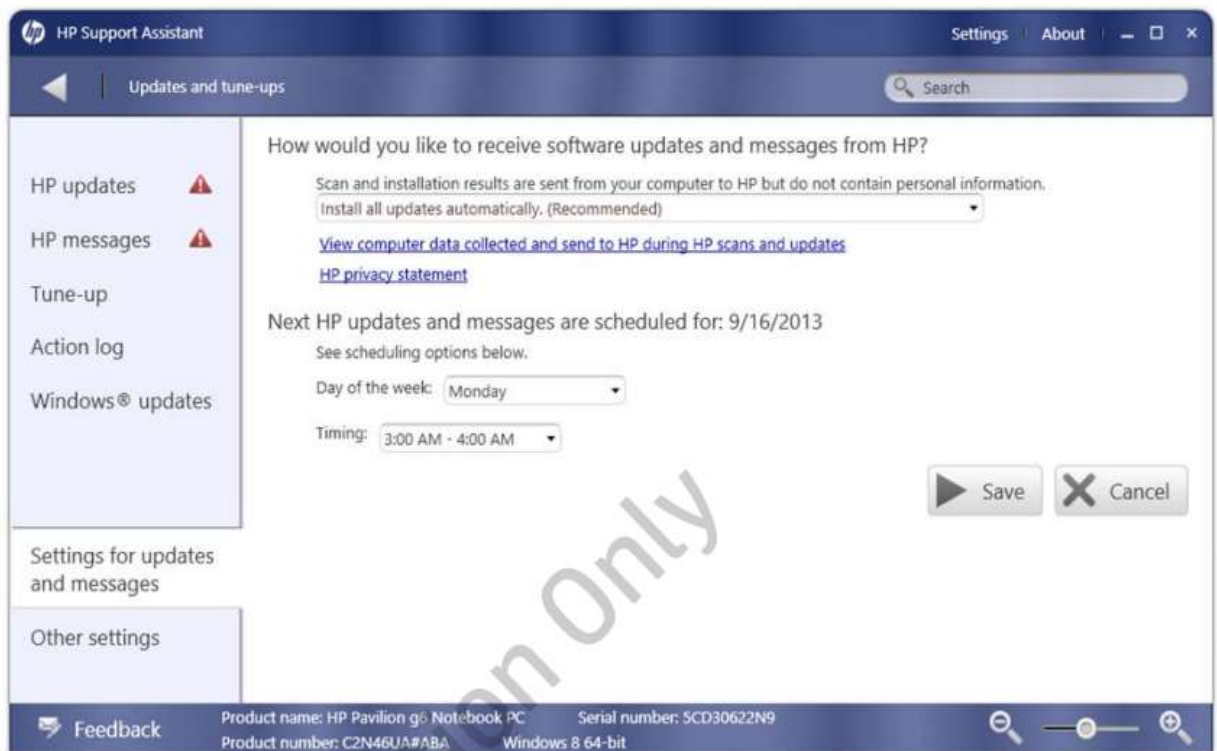 hp HP Support Assistant Settings About
Updates and tune-ups Search
How would you like to receive software updates and messages from HP?
HP updates
Scan and installation results are sent from your computer to HP but do not contain personal information.
Install all updates automatically. (Recommended)
HP messages
View computer data collected and send to HP during HP scans and updates
HP privacy statement
Tune-up
Next HP updates and messages are scheduled for: 9/16/2013
Action log
See scheduling options below.
Windows® updates
Day of the week: Monday
Timing: 3:00 AM - 4:00 AM
Save Cancel
Settings for updates
and messages
Other settings
on Only
Feedback
Product name: HP Pavilion g6 Notebook PC Serial number: 5CD30622N9
Product number: C2N46UA#ABA Windows 8 64-bit